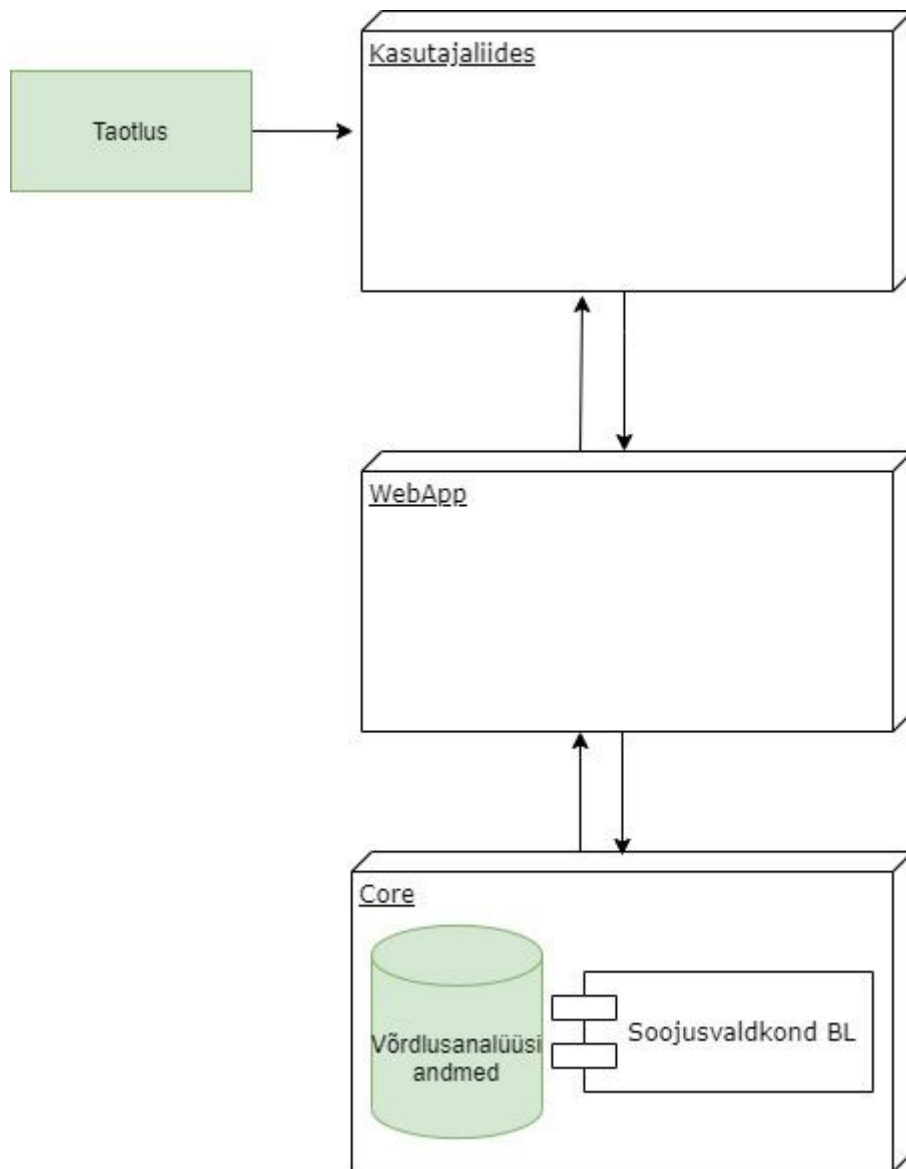 Kasutajaliides
Taotlus
WebApp
Core
Võrdlusanalüüsi
andmed
Soojusvaldkond BL